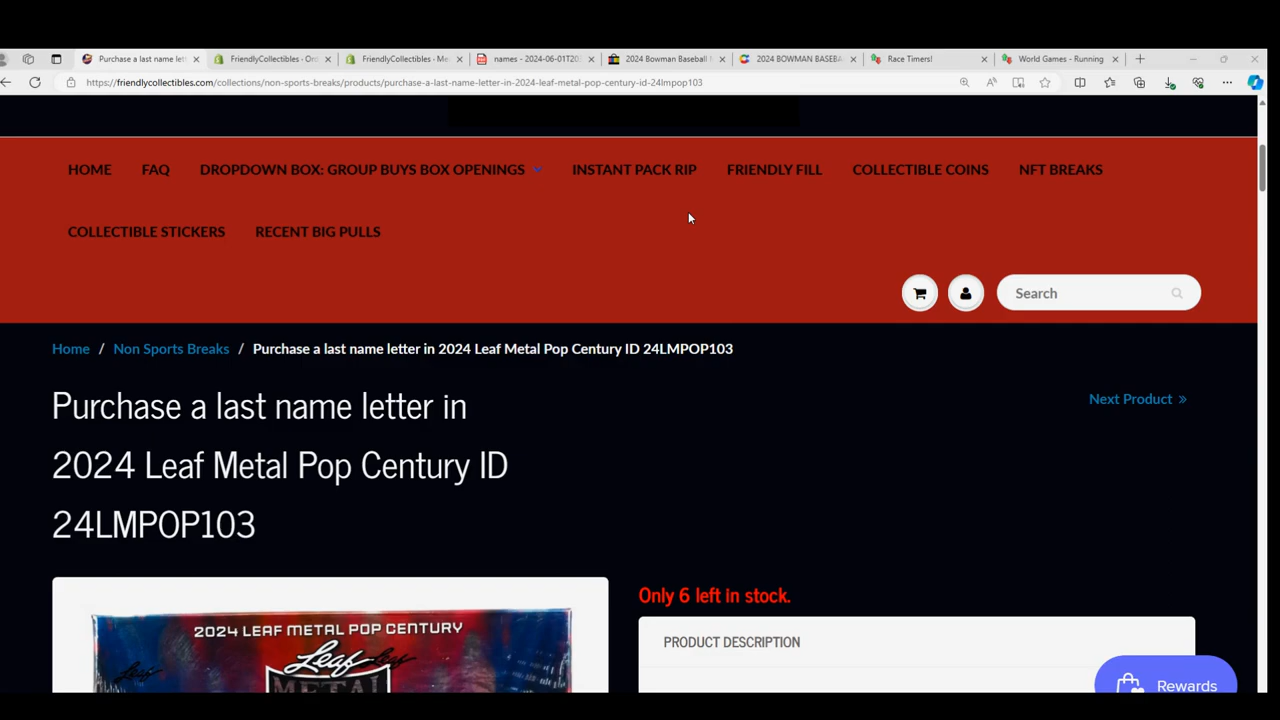 Purchase a last name let
FriendlyCollectibles - Ord
FriendlyCollectibles - Me
names - 2024-06-01T20
2024 Bowman Baseball
2024 BOWMAN BASEBA
Race Timers!
World Games - Running
https://friendlycollectibles.com/collections/non-sports-breaks/products/purchase-a-last-name-letter-in-2024-leaf-metal-pop-century-id-24lmpop103
HOME FAQ DROPDOWN BOX: GROUP BUYS BOX OPENINGS INSTANT PACK RIP FRIENDLY FILL COLLECTIBLE COINS NFT BREAKS
COLLECTIBLE STICKERS RECENT BIG PULLS
Search
Home / Non Sports Breaks / Purchase a last name letter in 2024 Leaf Metal Pop Century ID 24LMPOP103
Purchase a last name letter in
2024 Leaf Metal Pop Century ID
24LMPOP103
Next Product »
Only 6 left in stock.
PRODUCT DESCRIPTION
2024 LEAF METAL POP CENTURY
Leaf
METAL
Rewards